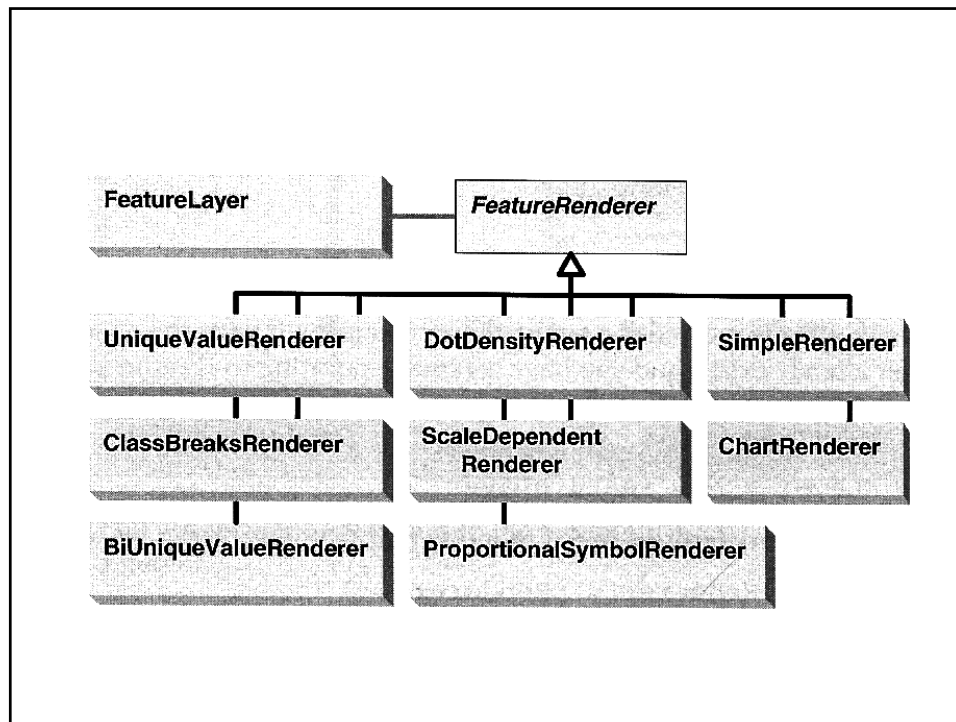 FeatureLayer
FeatureRenderer
UniqueValueRenderer
DotDensityRenderer
SimpleRenderer
ClassBreaksRenderer
ScaleDependent
Renderer
ChartRenderer
BiUniqueValueRenderer
ProportionalSymbolRenderer